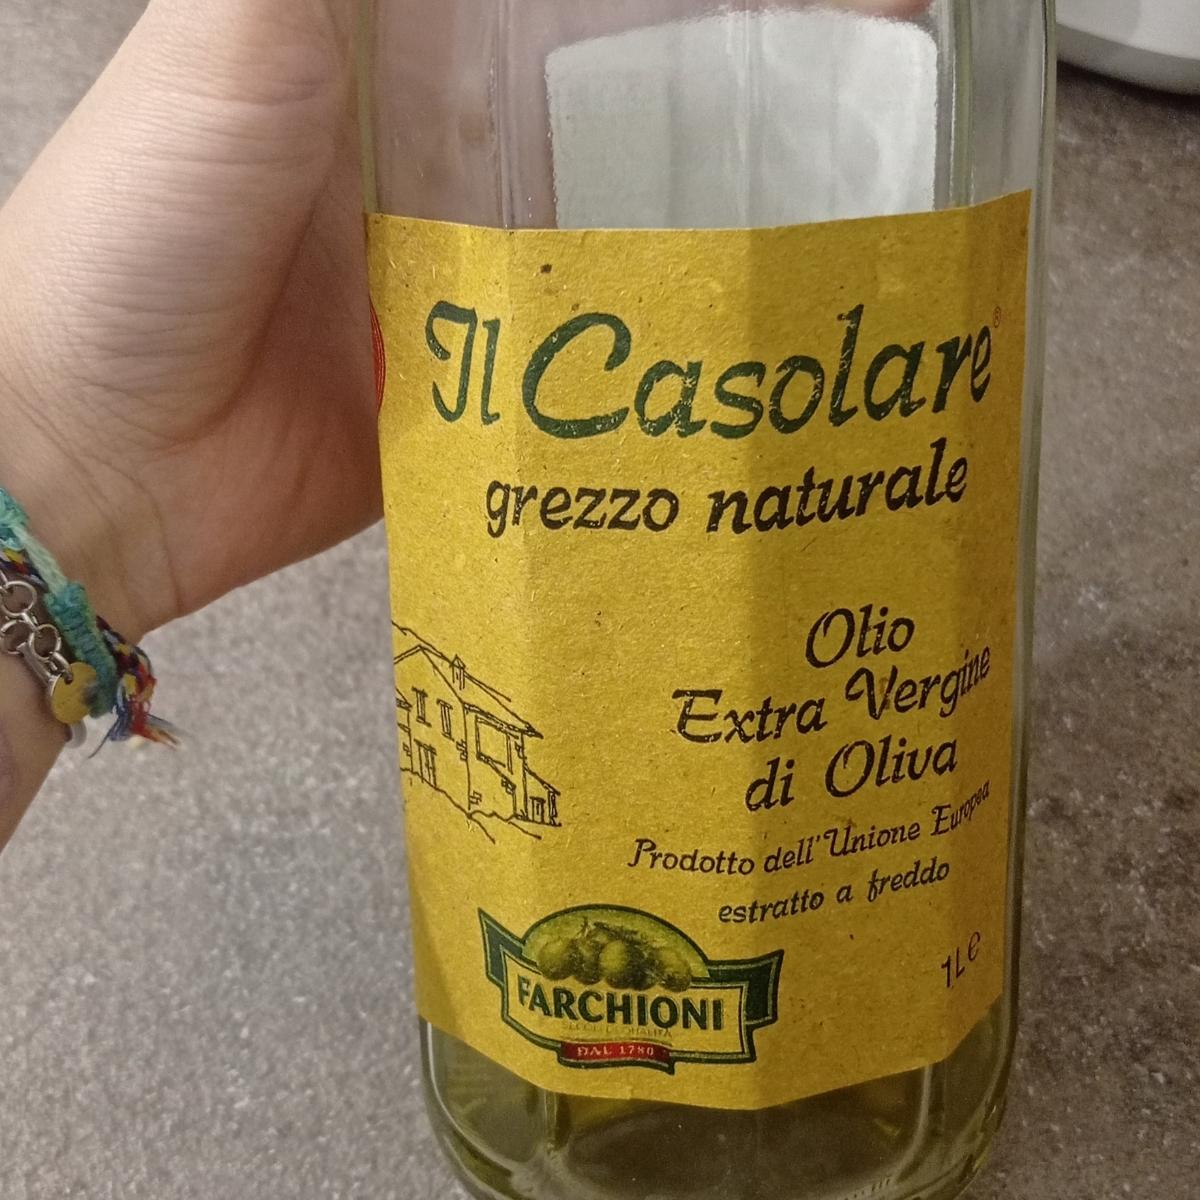 Il Casolare®
grezzo naturale
Olio
Extra Vergine
di Oliva
Prodotto dell'Unione Europea
estratto a freddo
1L e
FARCHIONI
DAL 1780